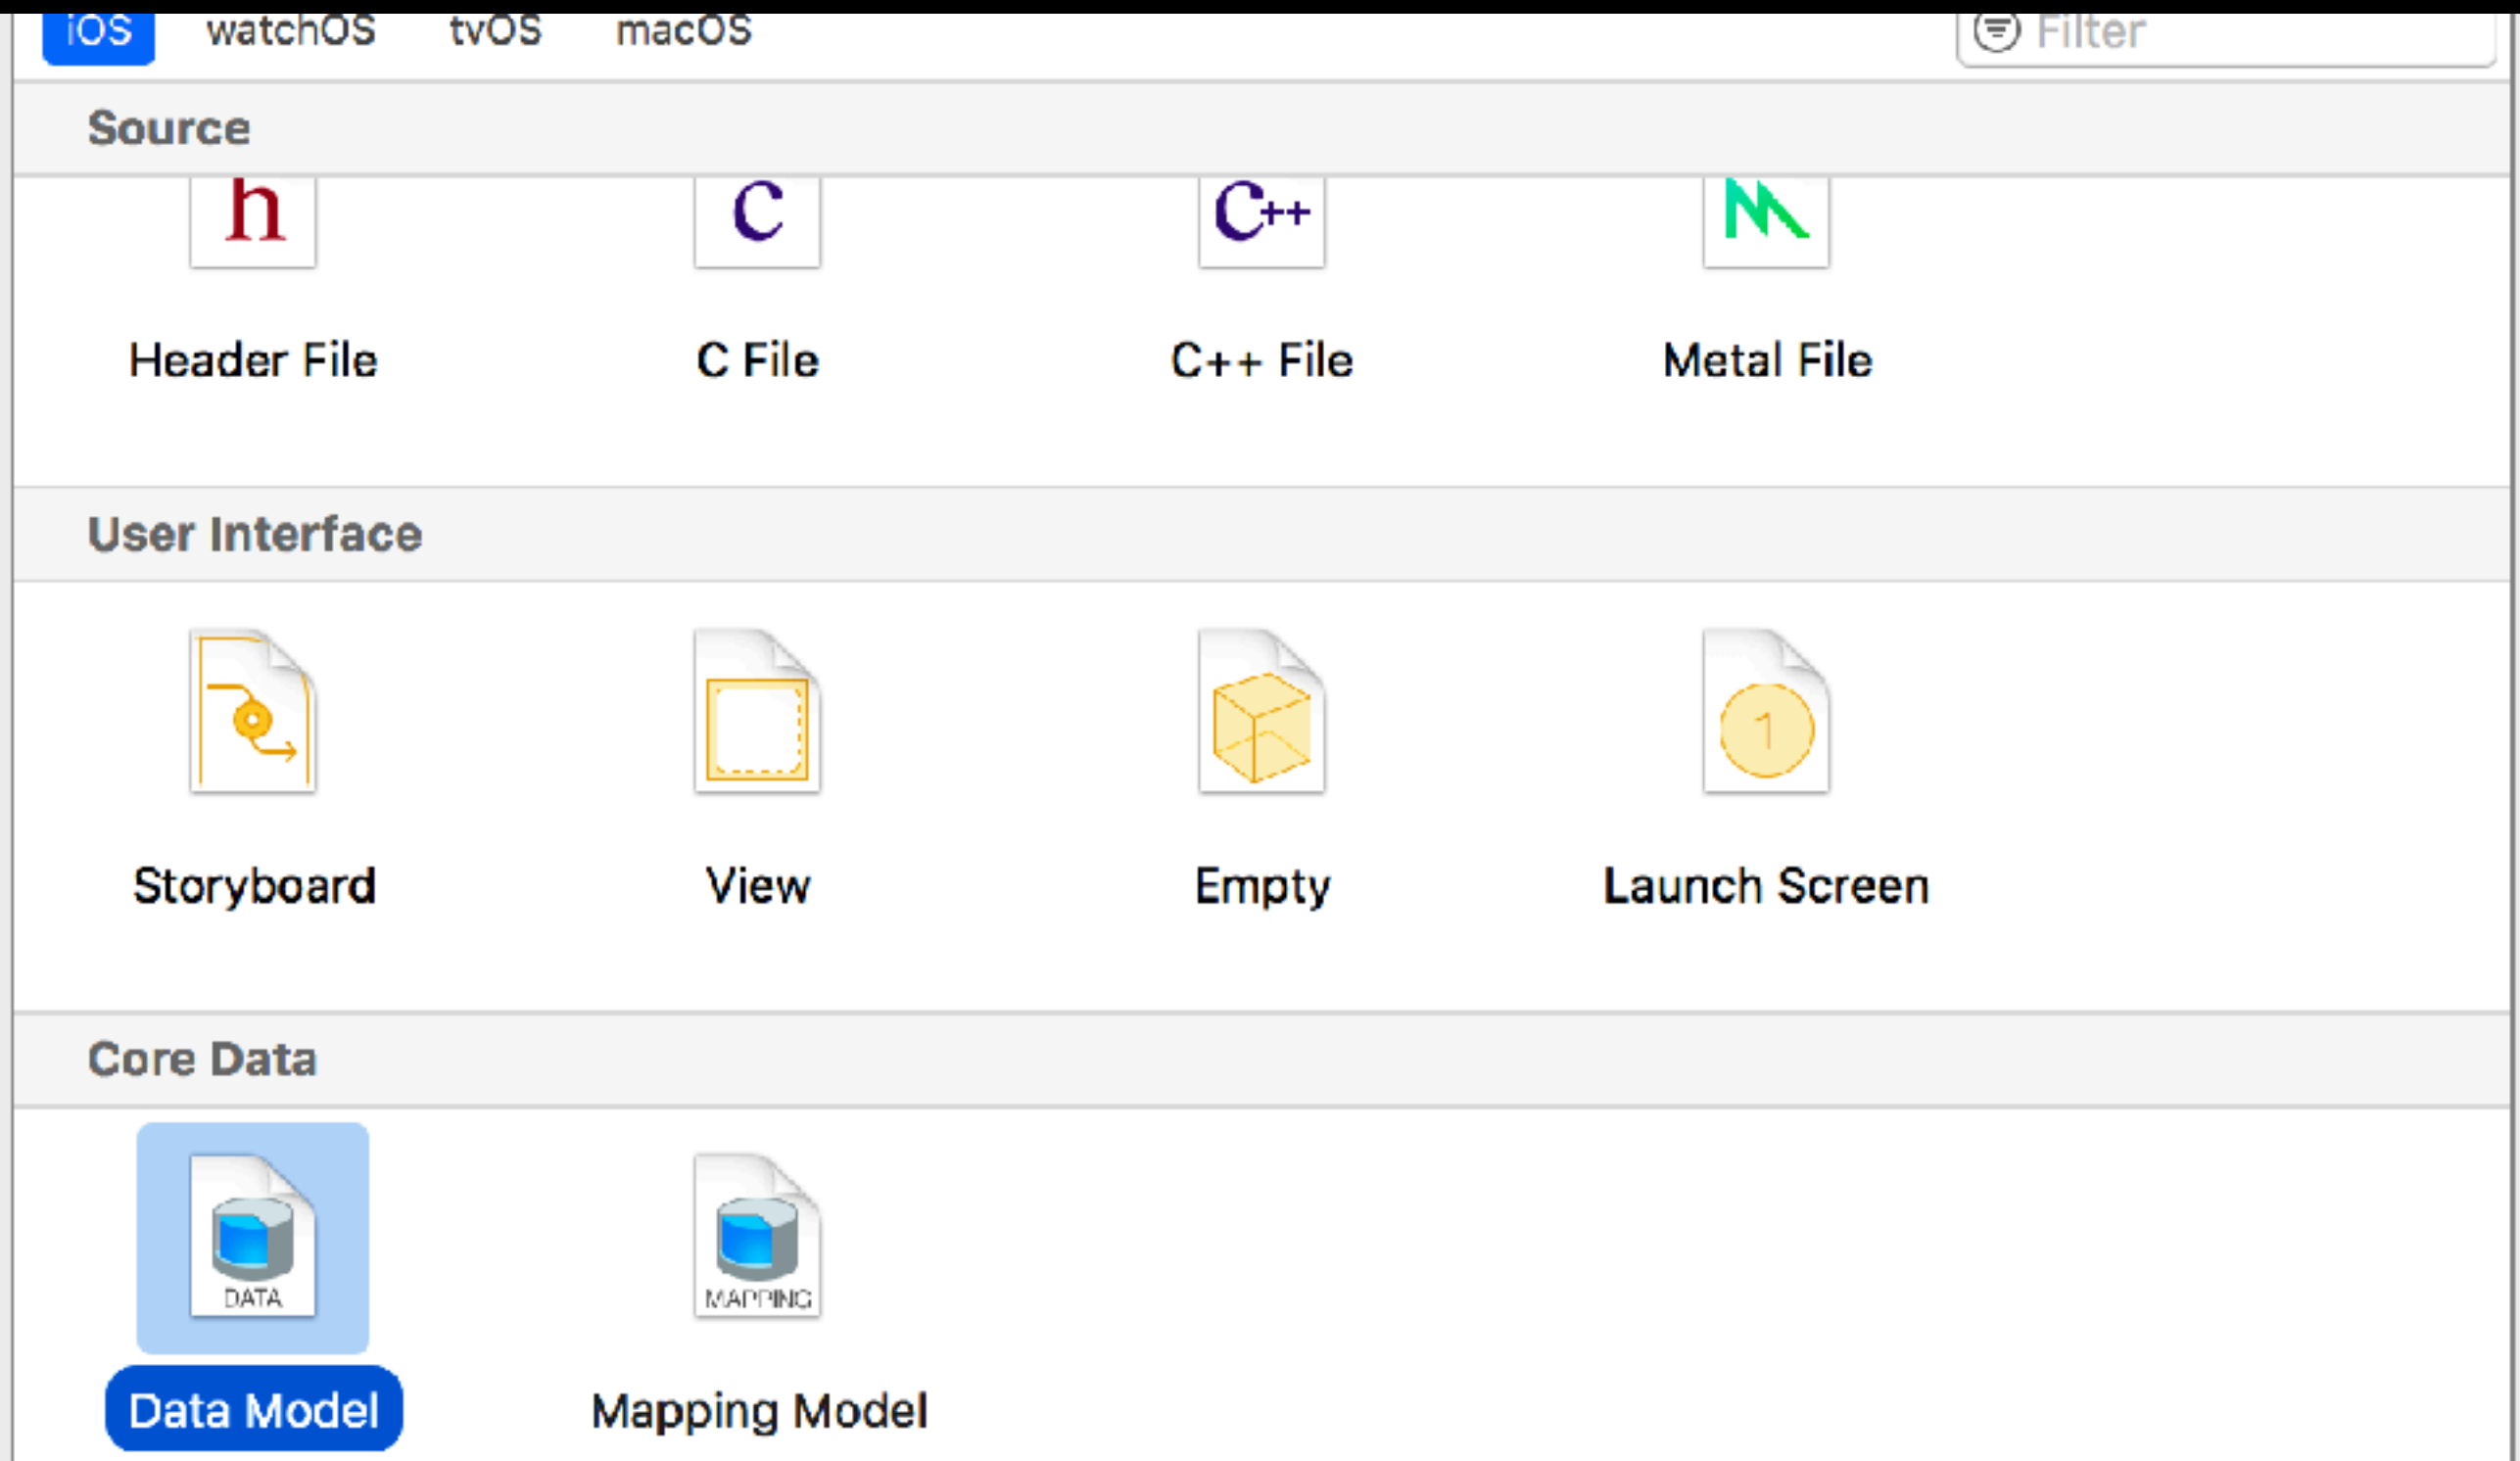 iOS watchOS tvOS macOS Filter
Source
h C C++
Header File C File C++ File Metal File
User Interface
1
Storyboard View Empty Launch Screen
Core Data
DATA MAPPING
Data Model Mapping Model